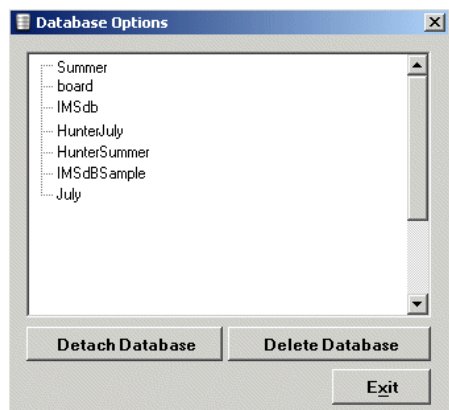 Database Options
Summer
board
IMSdb
HunterJuly
HunterSummer
IMSdBSample
July
Detach Database Delete Database
Exit